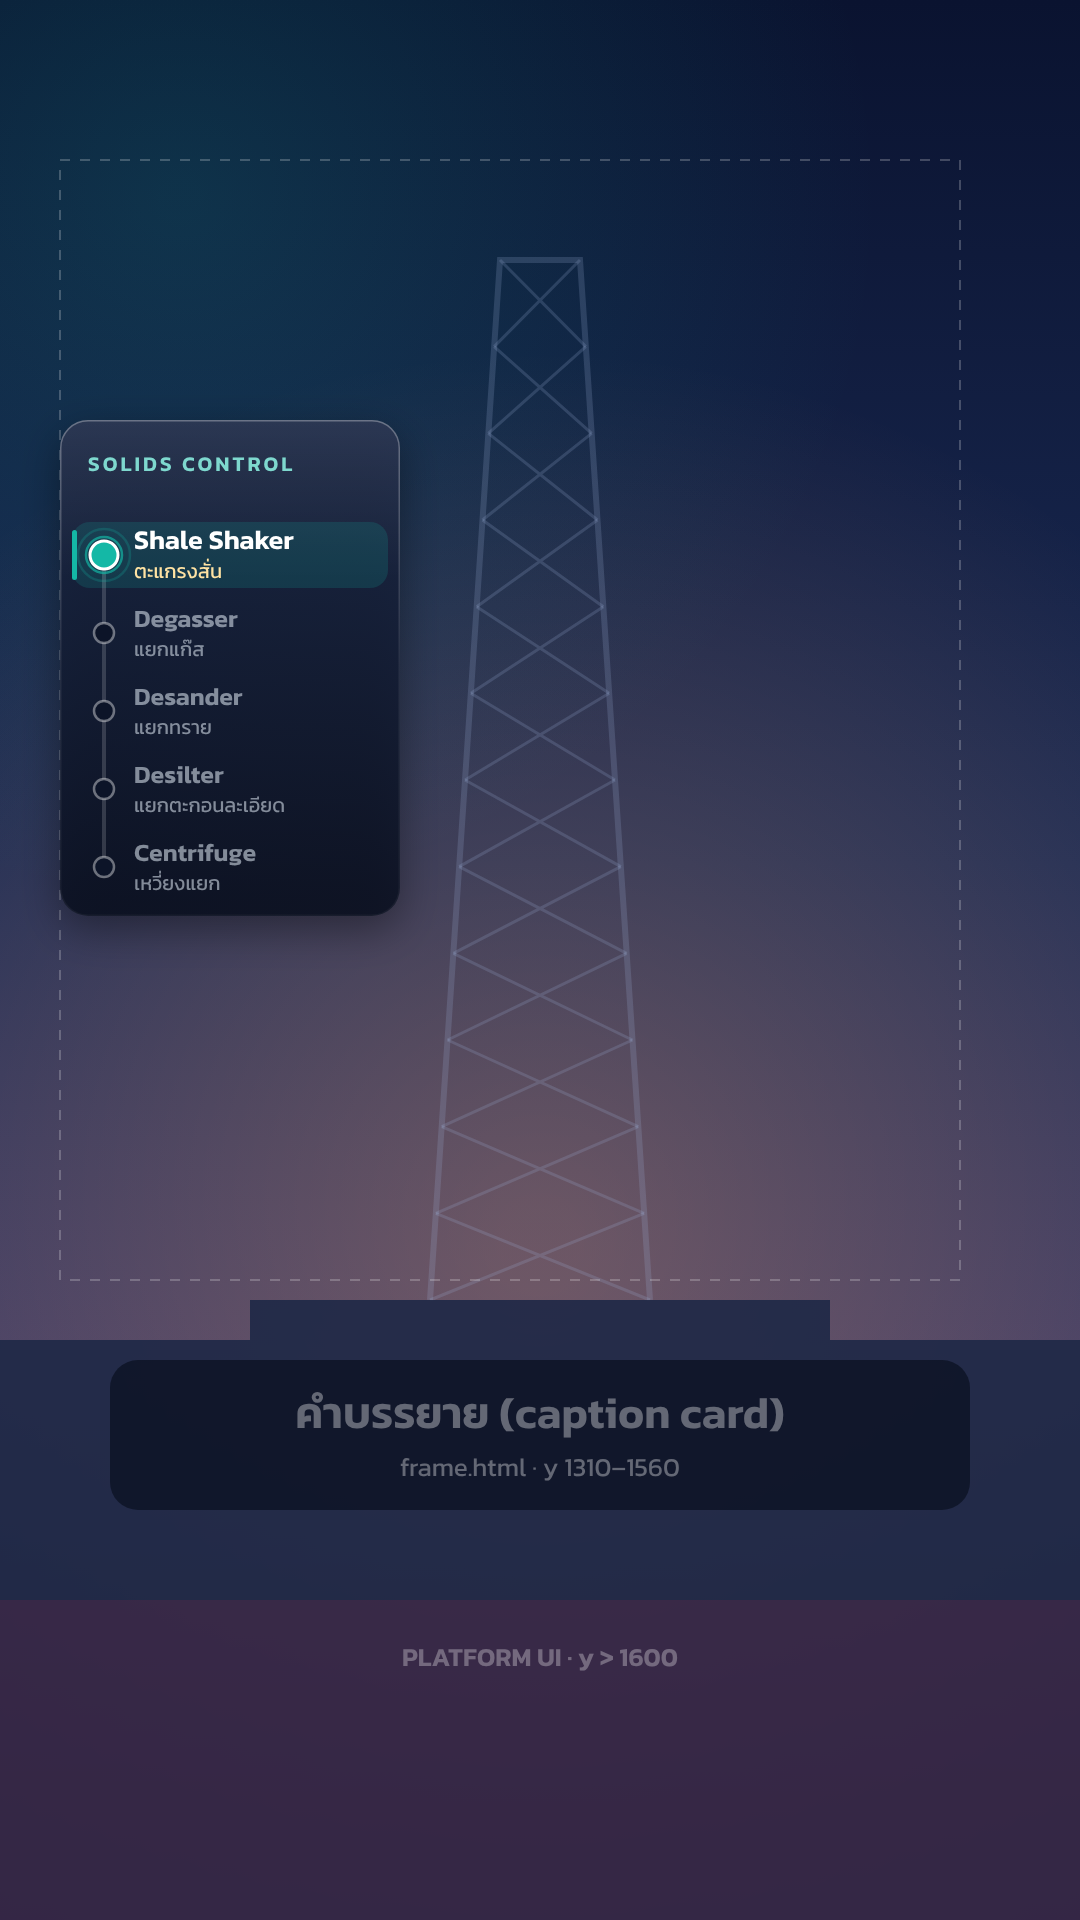 SOLIDS CONTROL
Shale Shaker
ตะแกรงสั่น
Degasser
แยกแก๊ส
Desander
แยกทราย
Desilter
แยกตะกอนละเอียด
Centrifuge
เหวี่ยงแยก
คำบรรยาย (caption card)
frame.html · y 1310–1560
PLATFORM UI · y > 1600